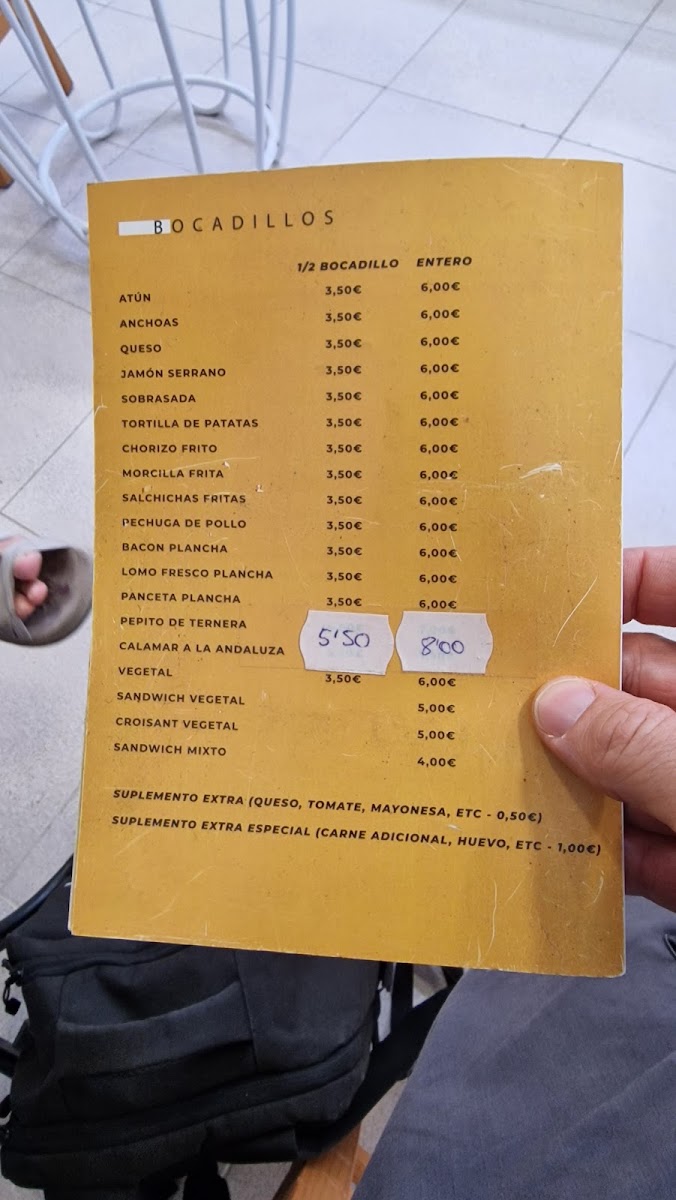 BOCADILLOS
1/2 BOCADILLO ENTERO
ATÚN 3,50€ 6,00€
ANCHOAS 3,50€ 6,00€
QUESO 3,50€ 6,00€
JAMÓN SERRANO 3,50€ 6,00€
SOBRASADA 3,50€ 6,00€
TORTILLA DE PATATAS 3,50€ 6,00€
CHORIZO FRITO 3,50€ 6,00€
MORCILLA FRITA 3,50€ 6,00€
SALCHICHAS FRITAS 3,50€ 6,00€
PECHUGA DE POLLO 3,50€ 6,00€
BACON PLANCHA 3,50€ 6,00€
LOMO FRESCO PLANCHA 3,50€ 6,00€
PANCETA PLANCHA 3,50€ 6,00€
PEPITO DE TERNERA
5'50 8'00
CALAMAR A LA ANDALUZA
VEGETAL 3,50€ 6,00€
SANDWICH VEGETAL 5,00€
CROISANT VEGETAL 5,00€
SANDWICH MIXTO 4,00€
SUPLEMENTO EXTRA (QUESO, TOMATE, MAYONESA, ETC - 0,50€)
SUPLEMENTO EXTRA ESPECIAL (CARNE ADICIONAL, HUEVO, ETC - 1,00€)